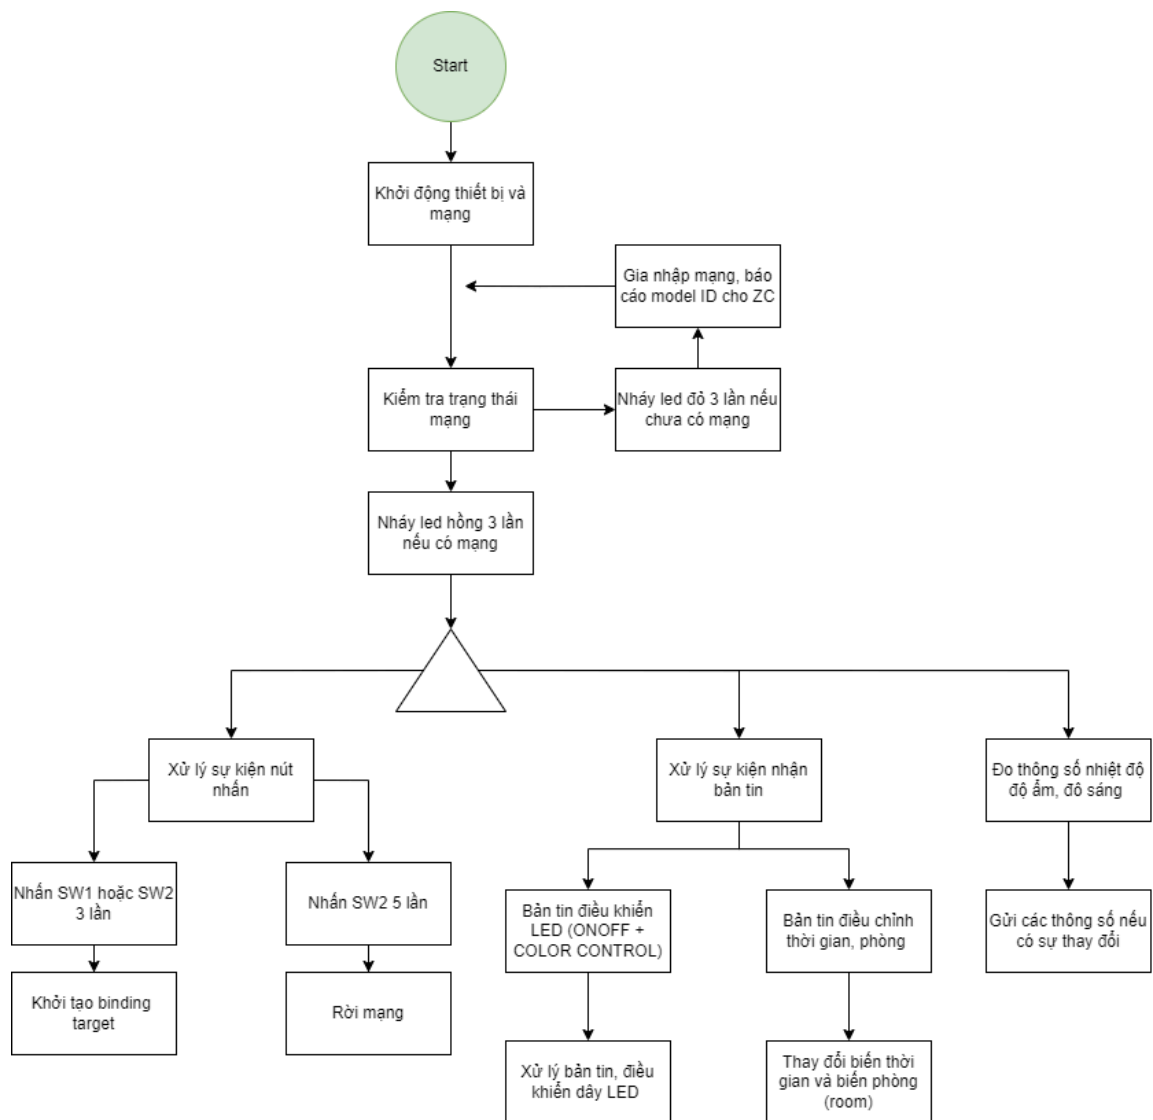 Start
Khởi động thiết bị và
mạng
Gia nhập mạng, báo
cáo model ID cho ZC
Kiểm tra trạng thái
mạng
Nháy led đỏ 3 lần nếu
chưa có mạng
Nháy led hồng 3 lần
nếu có mạng
Xử lý sự kiện nút
nhấn
Xử lý sự kiện nhận
bản tin
Đo thông số nhiệt độ
độ ẩm, đô sáng
Nhấn SW1 hoặc SW2
3 lần
Nhấn SW2 5 lần
Bản tin điều khiển
LED (ONOFF +
COLOR CONTROL)
Bản tin điều chỉnh
thời gian, phòng
Gửi các thông số nếu
có sự thay đổi
Khởi tạo binding
target
Rời mạng
Xử lý bản tin, điều
khiển dây LED
Thay đổi biến thời
gian và biến phòng
(room)